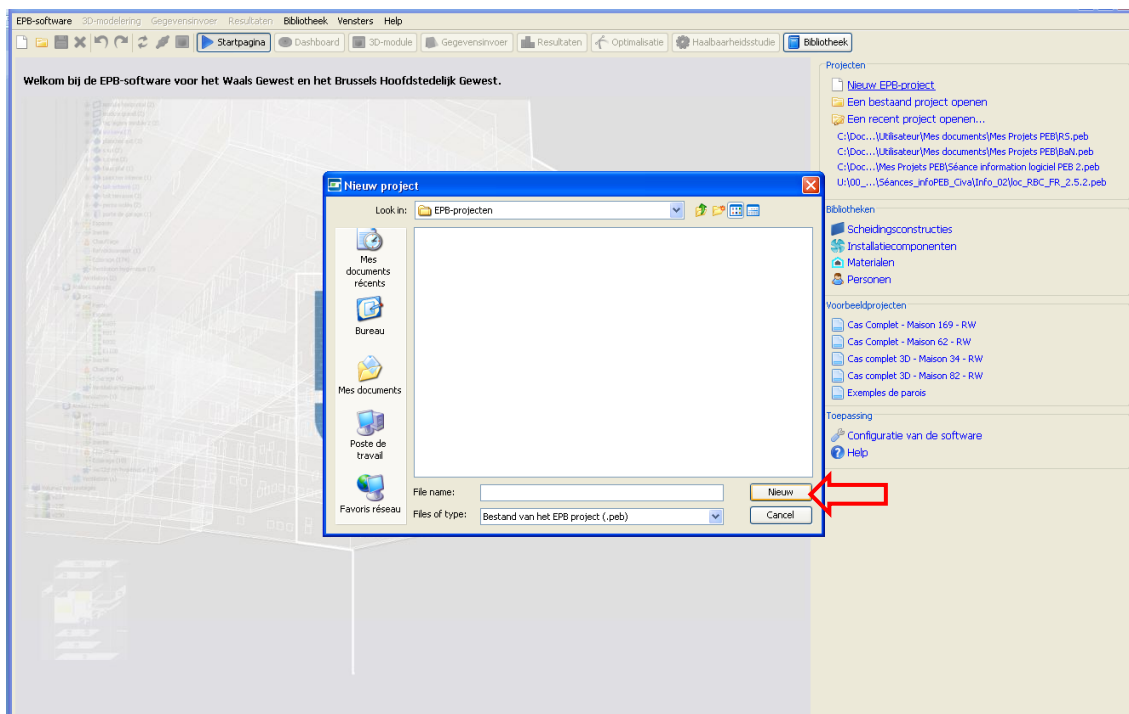 EPB-software 3D-modelering Gegevensinvoer Resultaten Bibliotheek Vensters Help
Startpagina Dashboard 3D-module Gegevensinvoer Resultaten Optimalisatie Haalbaarheidsstudie Bibliotheek
Welkom bij de EPB-software voor het Waals Gewest en het Brussels Hoofdstedelijk Gewest.
Nieuw project
Look in: EPB-projecten
Mes
documents
récents
Bureau
Mes documents
Poste de
travail
Favoris réseau
File name: Nieuw
Files of type: Bestand van het EPB project (.peb) Cancel
Projecten
Nieuw EPB-project
Een bestaand project openen
Een recent project openen...
C:\Doc...\Utilisateur\Mes documents\Mes Projets PEB\RS.peb
C:\Doc...\Utilisateur\Mes documents\Mes Projets PEB\BaN.peb
C:\Doc...\Mes Projets PEB\Séance information logiciel PEB 2.peb
U:\00_...\Séances_infoPEB_Civa\Info_02\loc_RBC_FR_2.5.2.peb
Bibliotheken
Scheidingsconstructies
Installatiecomponenten
Materialen
Personen
Voorbeeldprojecten
Cas Complet - Maison 169 - RW
Cas Complet - Maison 62 - RW
Cas complet 3D - Maison 34 - RW
Cas complet 3D - Maison 82 - RW
Exemples de parois
Toepassing
Configuratie van de software
Help